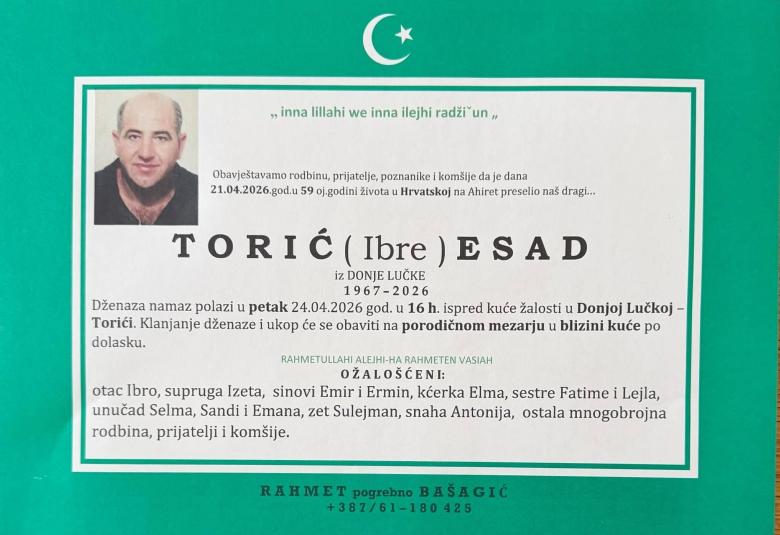 „ inna lillahi we inna ilejhi radži˘un „
Obavještavamo rodbinu, prijatelje, poznanike i komšije da je dana
21.04.2026.god.u 59 oj.godini života u Hrvatskoj na Ahiret preselio naš dragi...
TORIĆ ( Ibre ) ESAD
iz DONJE LUČKE
1967–2026
Dženaza namaz polazi u petak 24.04.2026 god. u 16 h. ispred kuće žalosti u Donjoj Lučkoj –
Torići. Klanjanje dženaze i ukop će se obaviti na porodičnom mezarju u blizini kuće po
dolasku.
RAHMETULLAHI ALEJHI-HA RAHMETEN VASIAH
OŽALOŠĆENI:
otac Ibro, supruga Izeta, sinovi Emir i Ermin, kćerka Elma, sestre Fatime i Lejla,
unučad Selma, Sandi i Emana, zet Sulejman, snaha Antonija, ostala mnogobrojna
rodbina, prijatelji i komšije.
RAHMET pogrebno BAŠAGIĆ
+387/61–180 425